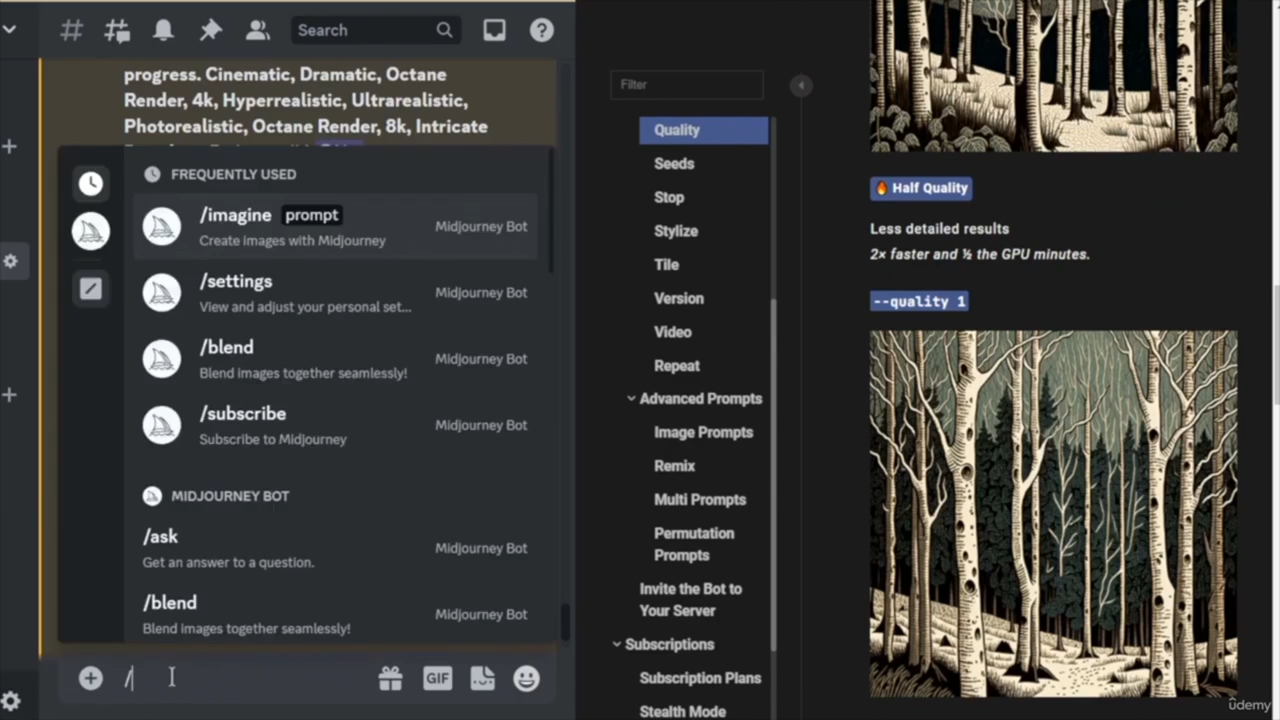 Search
progress. Cinematic, Dramatic, Octane
Render, 4k, Hyperrealistic, Ultrarealistic,
Photorealistic, Octane Render, 8k, Intricate
FREQUENTLY USED
/imagine prompt
Create images with Midjourney
Midjourney Bot
/settings
View and adjust your personal set...
Midjourney Bot
/blend
Blend images together seamlessly!
Midjourney Bot
/subscribe
Subscribe to Midjourney
Midjourney Bot
MIDJOURNEY BOT
/ask
Get an answer to a question.
Midjourney Bot
/blend
Blend images together seamlessly!
Midjourney Bot
/
GIF
Filter
Quality
Seeds
Stop
Stylize
Tile
Version
Video
Repeat
Advanced Prompts
Image Prompts
Remix
Multi Prompts
Permutation
Prompts
Invite the Bot to
Your Server
Subscriptions
Subscription Plans
Stealth Mode
🔥 Half Quality
Less detailed results
2× faster and ½ the GPU minutes.
--quality 1
ûdemy